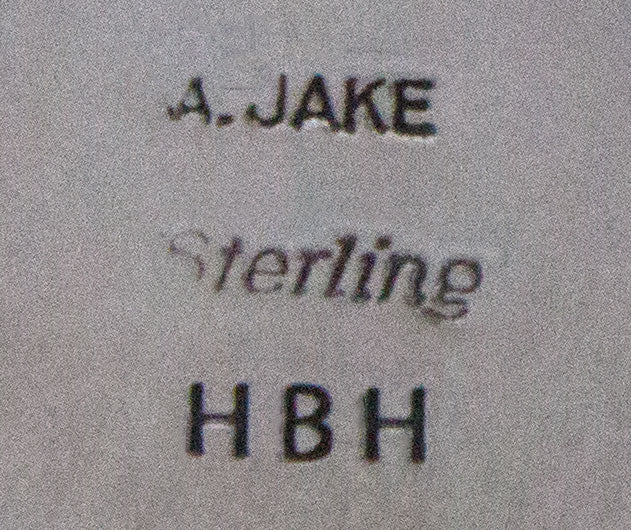 A. JAKE
Sterling
HBH